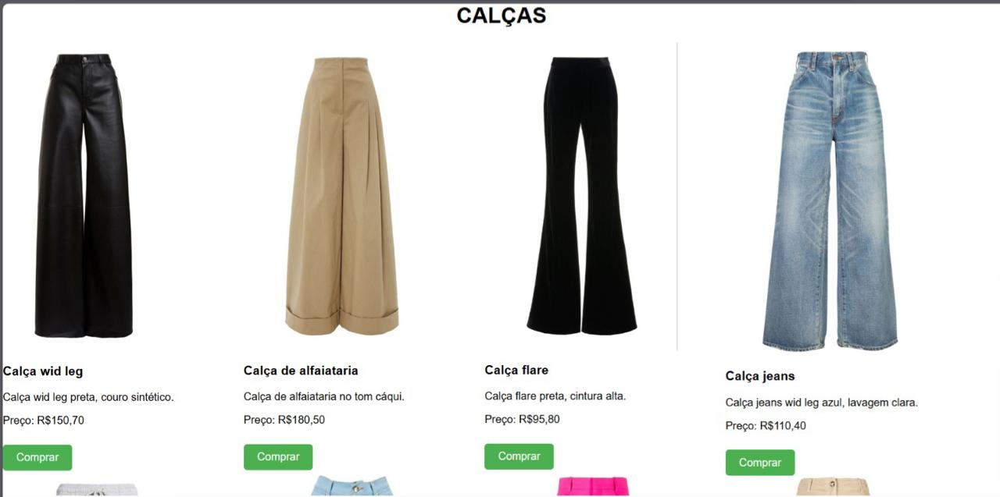 CALÇAS
Calça wid leg
Calça wid leg preta, couro sintético.
Preço: R$150,70
Comprar
Calça de alfaiataria
Calça de alfaiataria no tom cáqui.
Preço: R$180,50
Comprar
Calça flare
Calça flare preta, cintura alta.
Preço: R$95,80
Comprar
Calça jeans
Calça jeans wid leg azul, lavagem clara.
Preço: R$110,40
Comprar